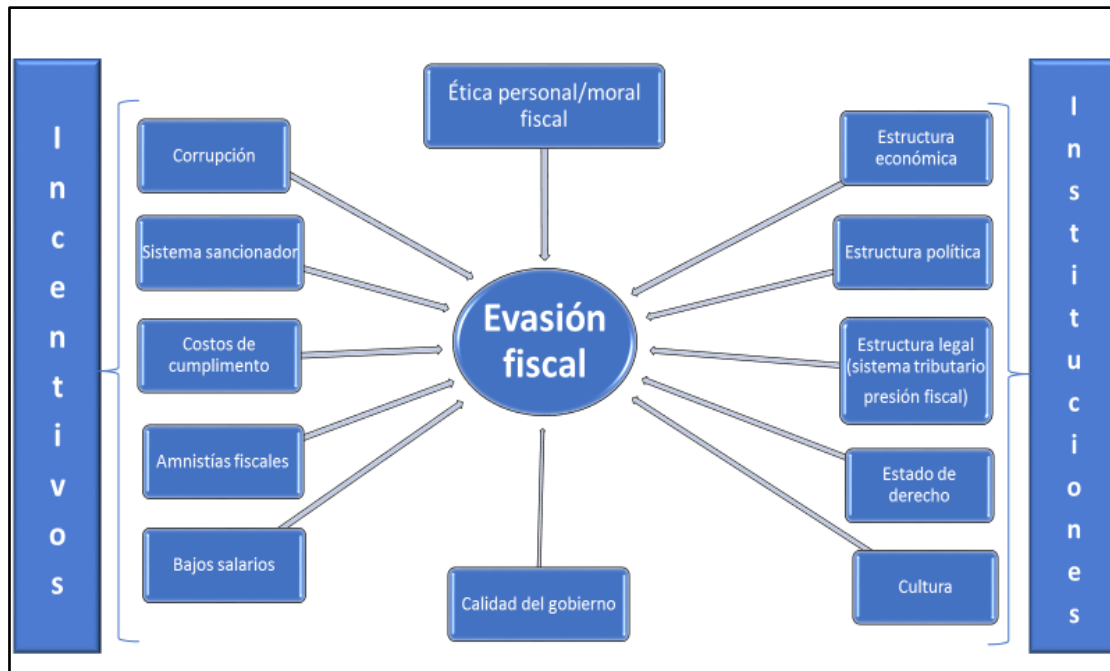 Incentivos
Corrupción
Sistema sancionador
Costos de
cumplimento
Amnistías fiscales
Bajos salarios
Ética personal/moral
fiscal
Evasión
fiscal
Calidad del gobierno
Estructura
económica
Estructura política
Estructura legal
(sistema tributario
presión fiscal)
Estado de
derecho
Cultura
Instituciones